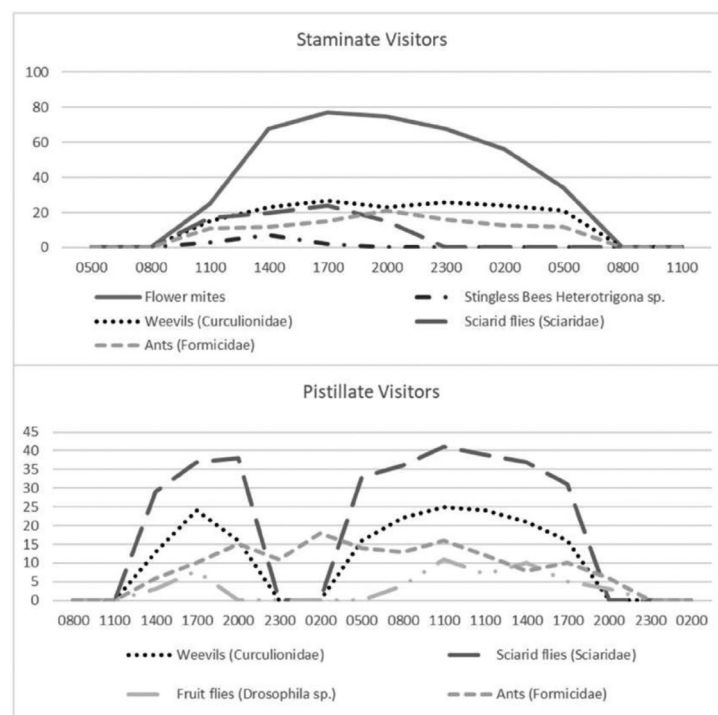 Staminate Visitors
100
80
60
40
20
0
0500 0800 1100 1400 1700 2000 2300 0200 0500 0800 1100
Flower mites Stingless Bees Heterotrigona sp.
Weevils (Curculionidae) Sciarid flies (Sciaridae)
Ants (Formicidae)
Pistillate Visitors
45
40
35
30
25
20
15
10
5
0
0800 1100 1400 1700 2000 2300 0200 0500 0800 1100 1100 1400 1700 2000 2300 0200
Weevils (Curculionidae) Sciarid flies (Sciaridae)
Fruit flies (Drosophila sp.) Ants (Formicidae)